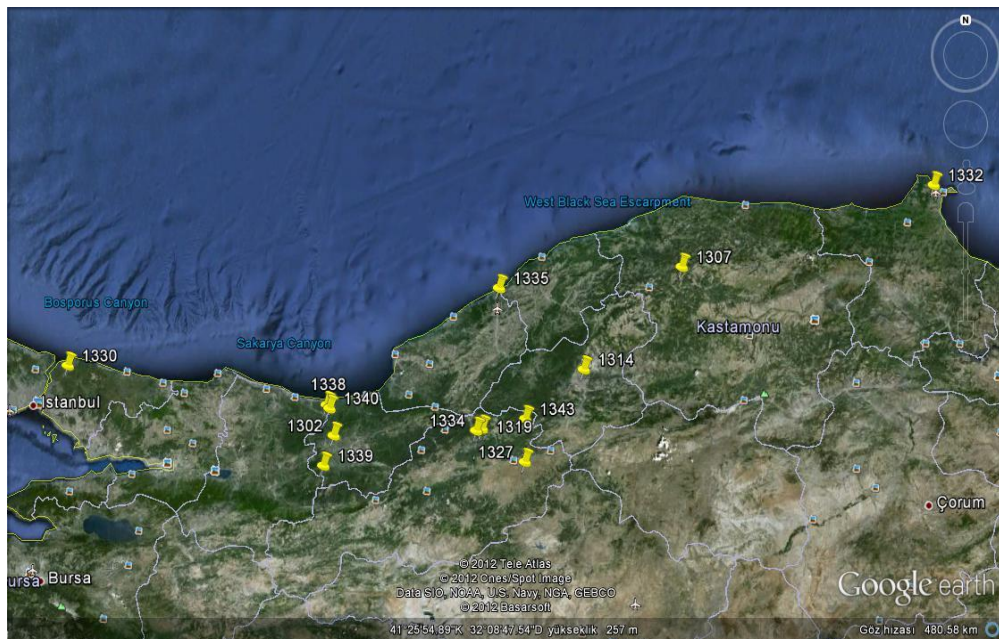 N
1332
West Black Sea Escarpment
1307
1335
Bosporus Canyon
Kastamonu
Sakarya Canyon
1330
1314
1338
1340
Istanbul
1343
1302
1334
1319
1339
1327
Çorum
© 2012 Tele Atlas
© 2012 Cnes/Spot Image
Data SIO, NOAA, U.S. Navy, NGA, GEBCO
© 2012 Basarsoft
ursa
Bursa
Google earth
41°25'54.89"K 32°08'47.54"D yükseklik 257 m
Göz hizası 480.58 km